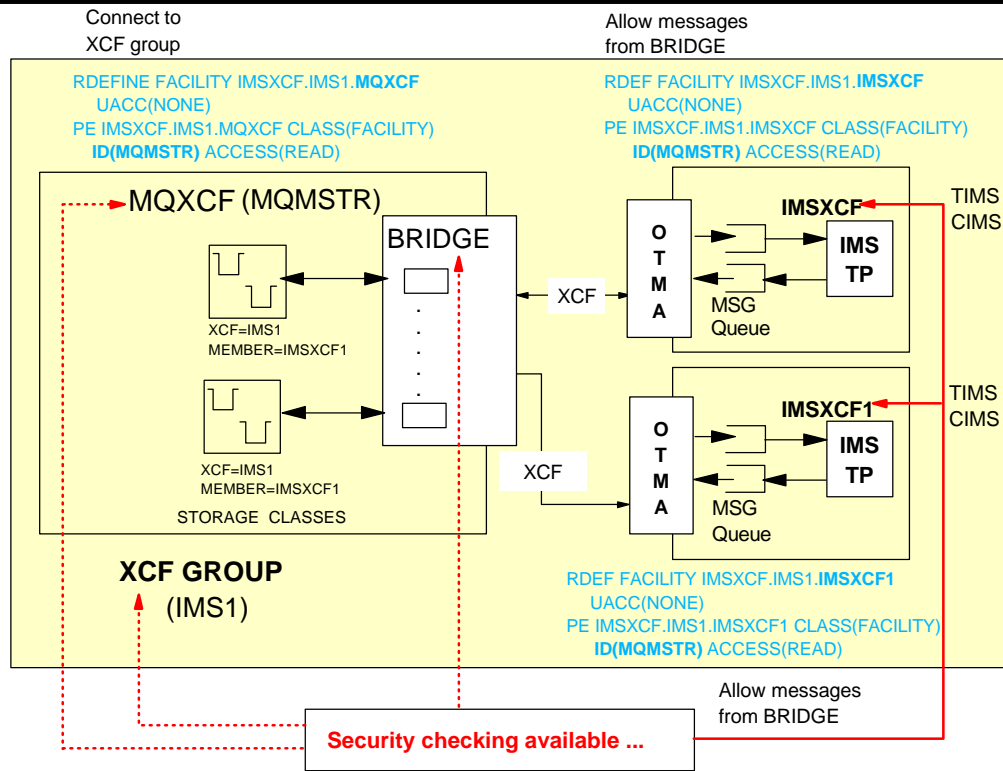 Connect to
XCF group
Allow messages
from BRIDGE
RDEFINE FACILITY IMSXCF.IMS1.MQXCF
UACC(NONE)
PE IMSXCF.IMS1.MQXCF CLASS(FACILITY)
ID(MQMSTR) ACCESS(READ)
RDEF FACILITY IMSXCF.IMS1.IMSXCF
UACC(NONE)
PE IMSXCF.IMS1.IMSXCF CLASS(FACILITY)
ID(MQMSTR) ACCESS(READ)
MQXCF (MQMSTR)
BRIDGE
XCF=IMS1
MEMBER=IMSXCF1
XCF=IMS1
MEMBER=IMSXCF1
STORAGE CLASSES
XCF
XCF
O
T
M
A
IMSXCF
IMS
TP
MSG
Queue
TIMS
CIMS
O
T
M
A
IMSXCF1
IMS
TP
MSG
Queue
TIMS
CIMS
XCF GROUP
(IMS1)
RDEF FACILITY IMSXCF.IMS1.IMSXCF1
UACC(NONE)
PE IMSXCF.IMS1.IMSXCF1 CLASS(FACILITY)
ID(MQMSTR) ACCESS(READ)
Allow messages
from BRIDGE
Security checking available ...